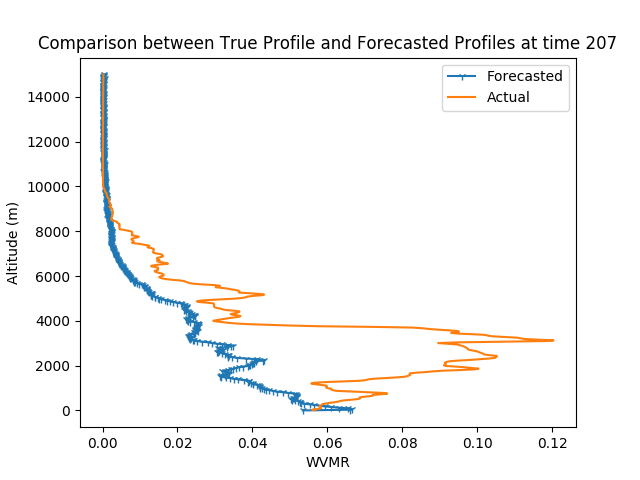 Comparison between True Profile and Forecasted Profiles at time 207
Forecasted
Actual
14000
12000
10000
8000
6000
4000
2000
0
Altitude (m)
0.00 0.02 0.04 0.06 0.08 0.10 0.12
WVMR